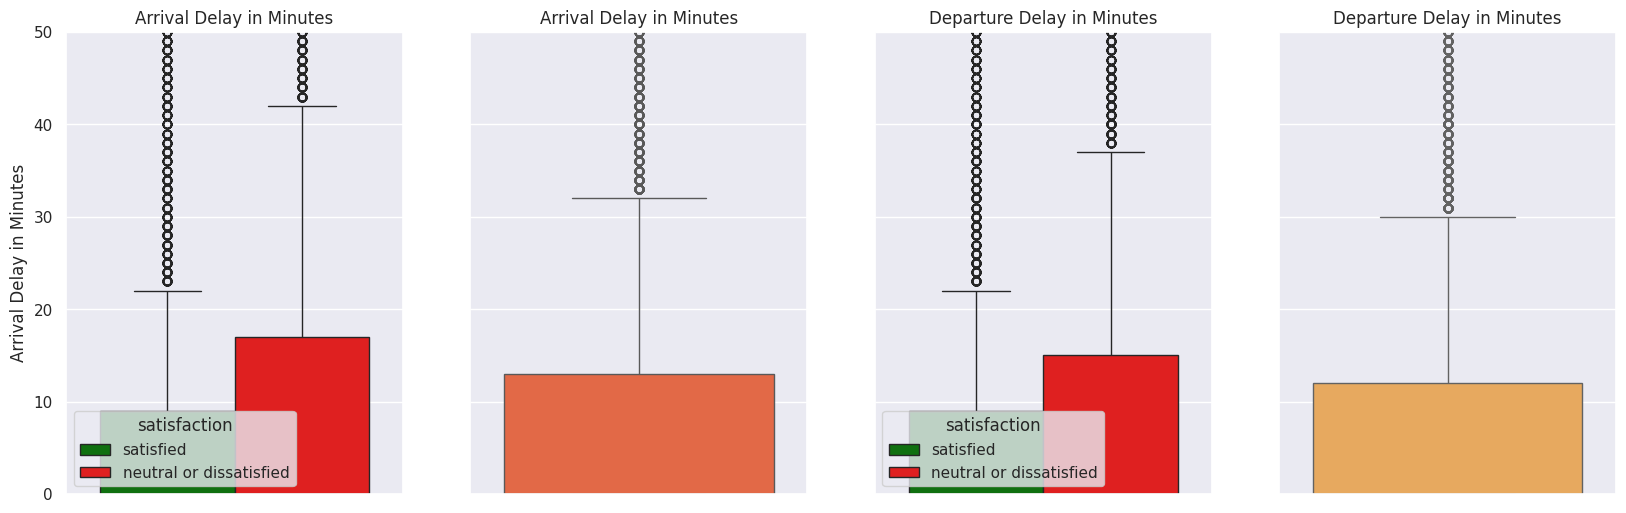 Arrival Delay in Minutes
Arrival Delay in Minutes
Departure Delay in Minutes
Departure Delay in Minutes
Arrival Delay in Minutes
50
40
30
20
10
0
satisfaction
satisfied
neutral or dissatisfied
satisfaction
satisfied
neutral or dissatisfied